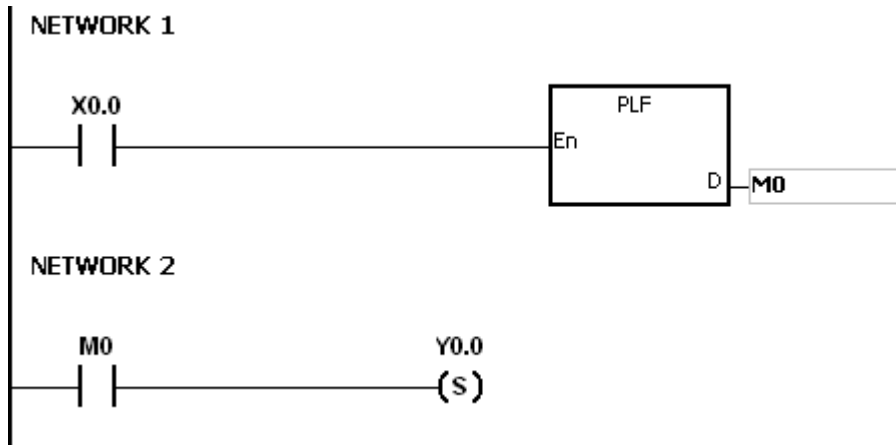 NETWORK 1
X0.0
PLF
En
D M0
NETWORK 2
M0 Y0.0
(S)